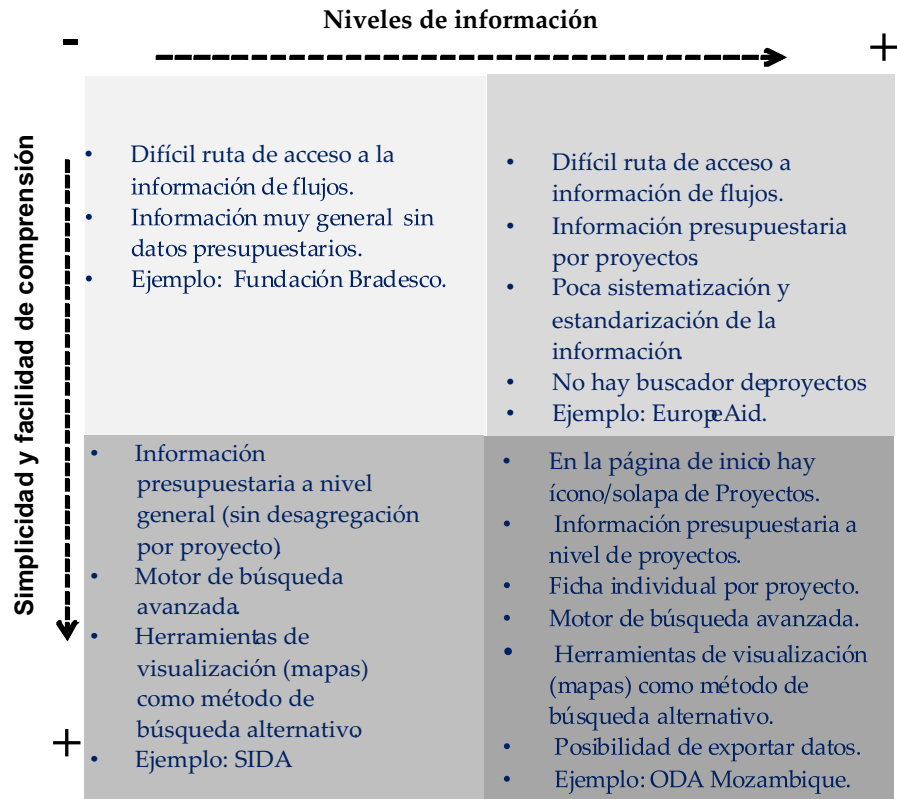 Niveles de información
-
+
Simplicidad y facilidad de comprensión
+
• Difícil ruta de acceso a la
información de flujos.
• Información muy general sin
datos presupuestarios.
• Ejemplo: Fundación Bradesco.
• Difícil ruta de acceso a
información de flujos.
• Información presupuestaria
por proyectos
• Poca sistematización y
estandarización de la
información.
• No hay buscador de proyectos
• Ejemplo: EuropeAid.
• Información
presupuestaria a nivel
general (sin desagregación
por proyecto)
• Motor de búsqueda
avanzada.
• Herramientas de
visualización (mapas)
como método de
búsqueda alternativo.
• Ejemplo: SIDA
• En la página de inicio hay
ícono/solapa de Proyectos.
• Información presupuestaria a
nivel de proyectos.
• Ficha individual por proyecto.
• Motor de búsqueda avanzada.
• Herramientas de visualización
(mapas) como método de
búsqueda alternativo.
• Posibilidad de exportar datos.
• Ejemplo: ODA Mozambique.